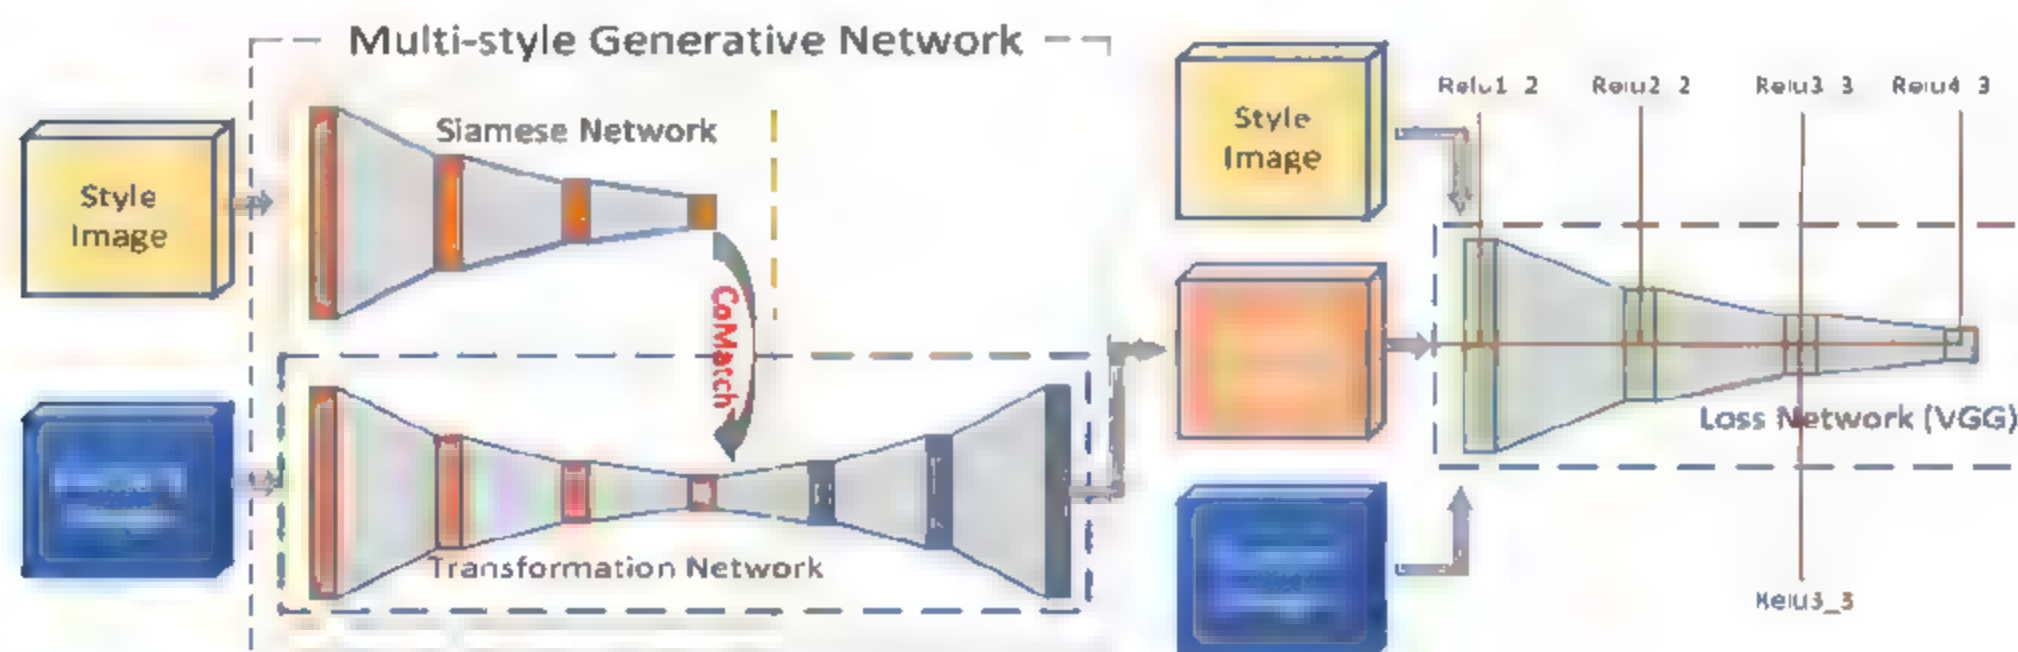 Multi-style Generative Network
Siamese Network
Style
Image
CoMatch
Transformation Network
Style
Image
Relu1_2 Relu2_2 Relu3_3 Relu4_3
Loss Network (VGG)
Relu3_3